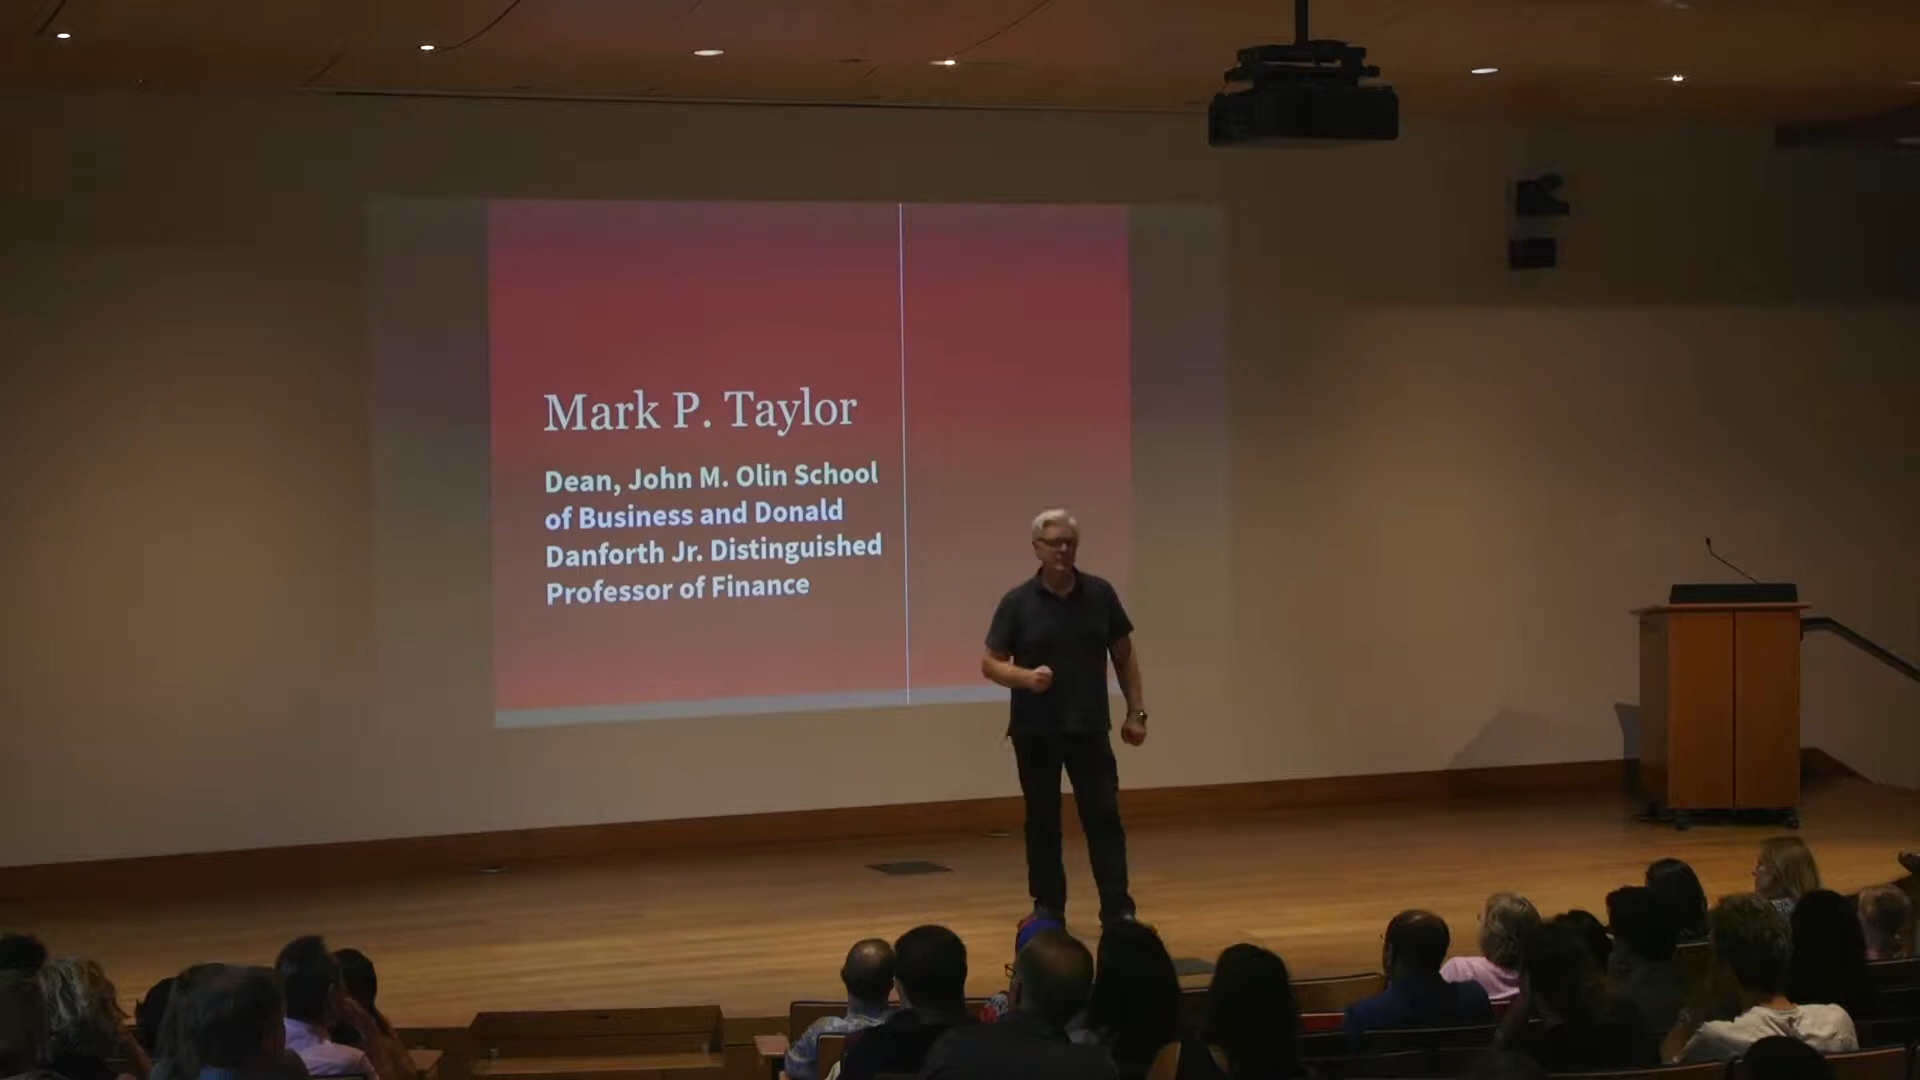 Mark P. Taylor
Dean, John M. Olin School
of Business and Donald
Danforth Jr. Distinguished
Professor of Finance